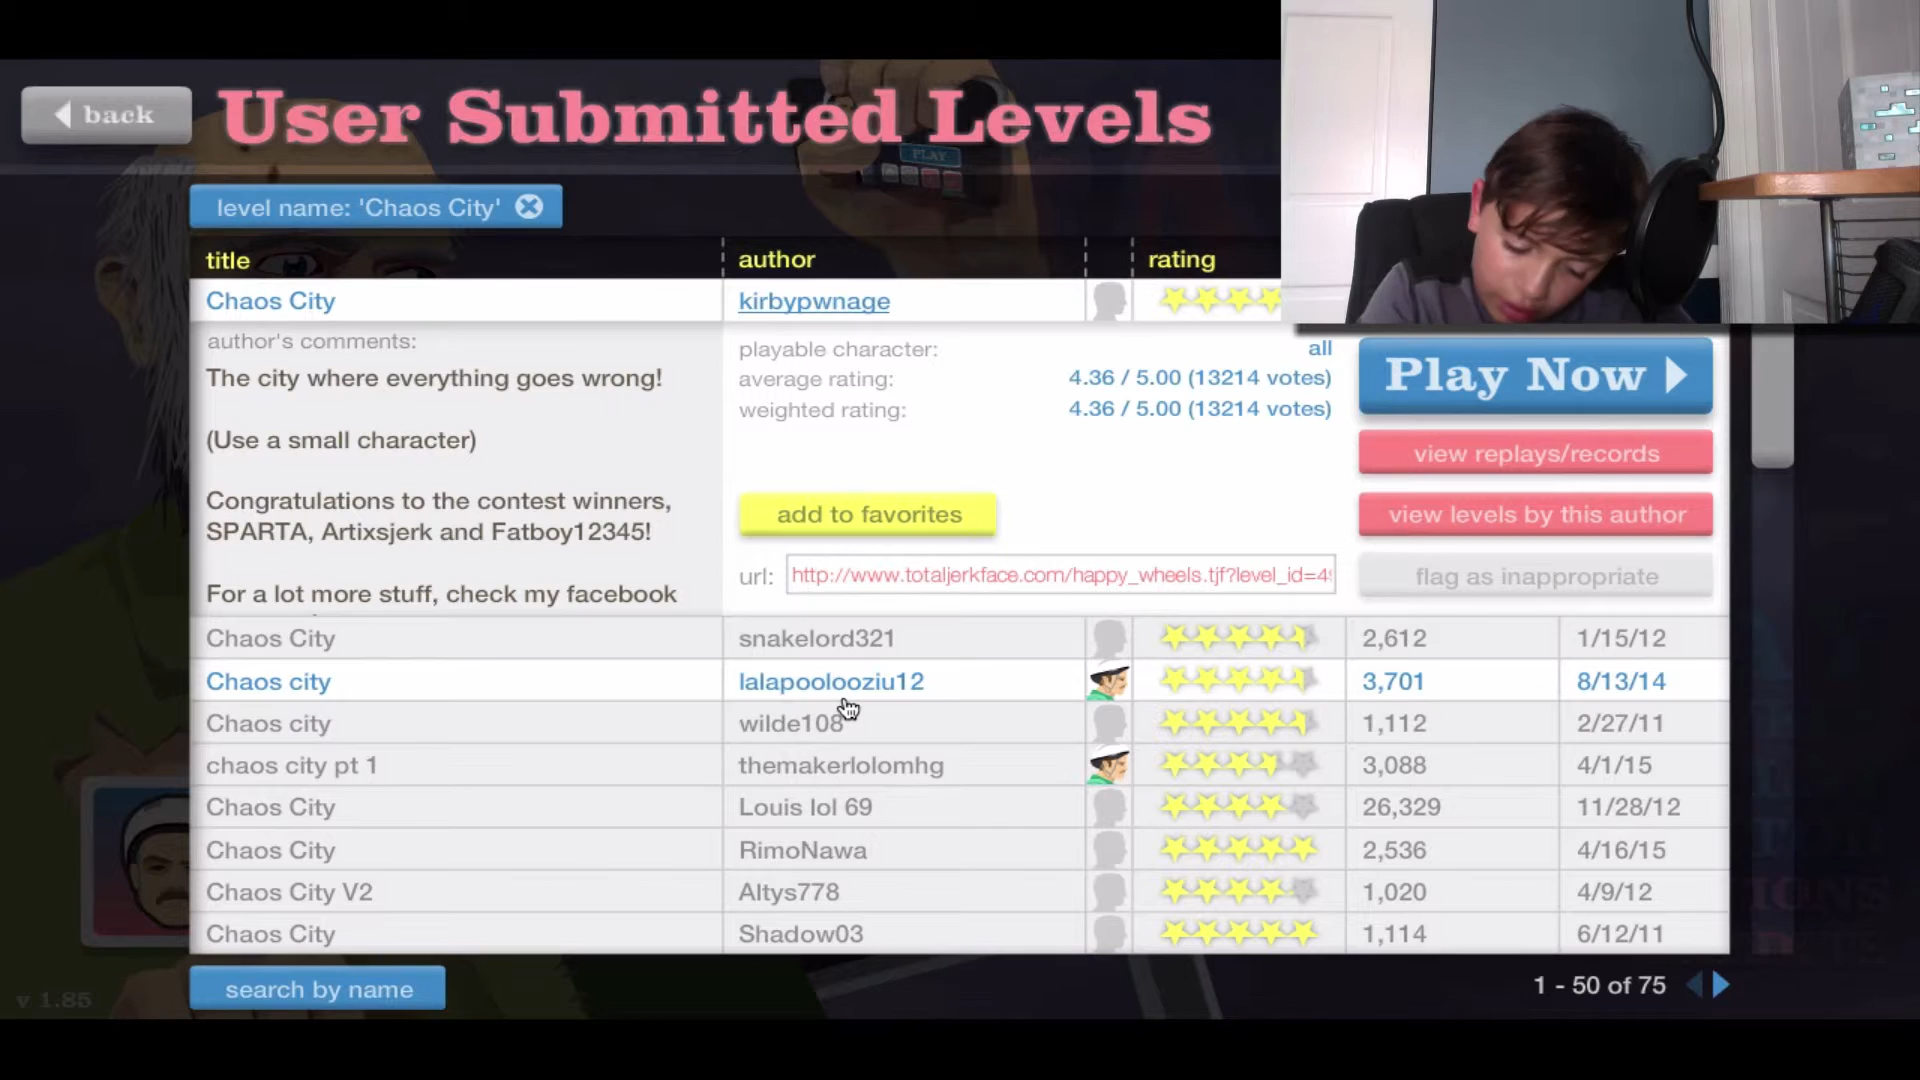 back
User Submitted Levels
PLAY
level name: 'Chaos City'
title author rating
Chaos City kirbypwnage
author's comments:
The city where everything goes wrong!
(Use a small character)
Congratulations to the contest winners,
SPARTA, Artixsjerk and Fatboy12345!
For a lot more stuff, check my facebook
playable character: all
average rating: 4.36 / 5.00 (13214 votes)
weighted rating: 4.36 / 5.00 (13214 votes)
add to favorites
url: http://www.totaljerkface.com/happy_wheels.tjf?level_id=4
Play Now
view replays/records
view levels by this author
flag as inappropriate
Chaos City snakelord321 2,612 1/15/12
Chaos city lalapoolooziu12 3,701 8/13/14
Chaos city wilde108 1,112 2/27/11
chaos city pt 1 themakerlolomhg 3,088 4/1/15
Chaos City Louis lol 69 26,329 11/28/12
Chaos City RimoNawa 2,536 4/16/15
Chaos City V2 Altys778 1,020 4/9/12
Chaos City Shadow03 1,114 6/12/11
search by name
1 - 50 of 75
v 1.85